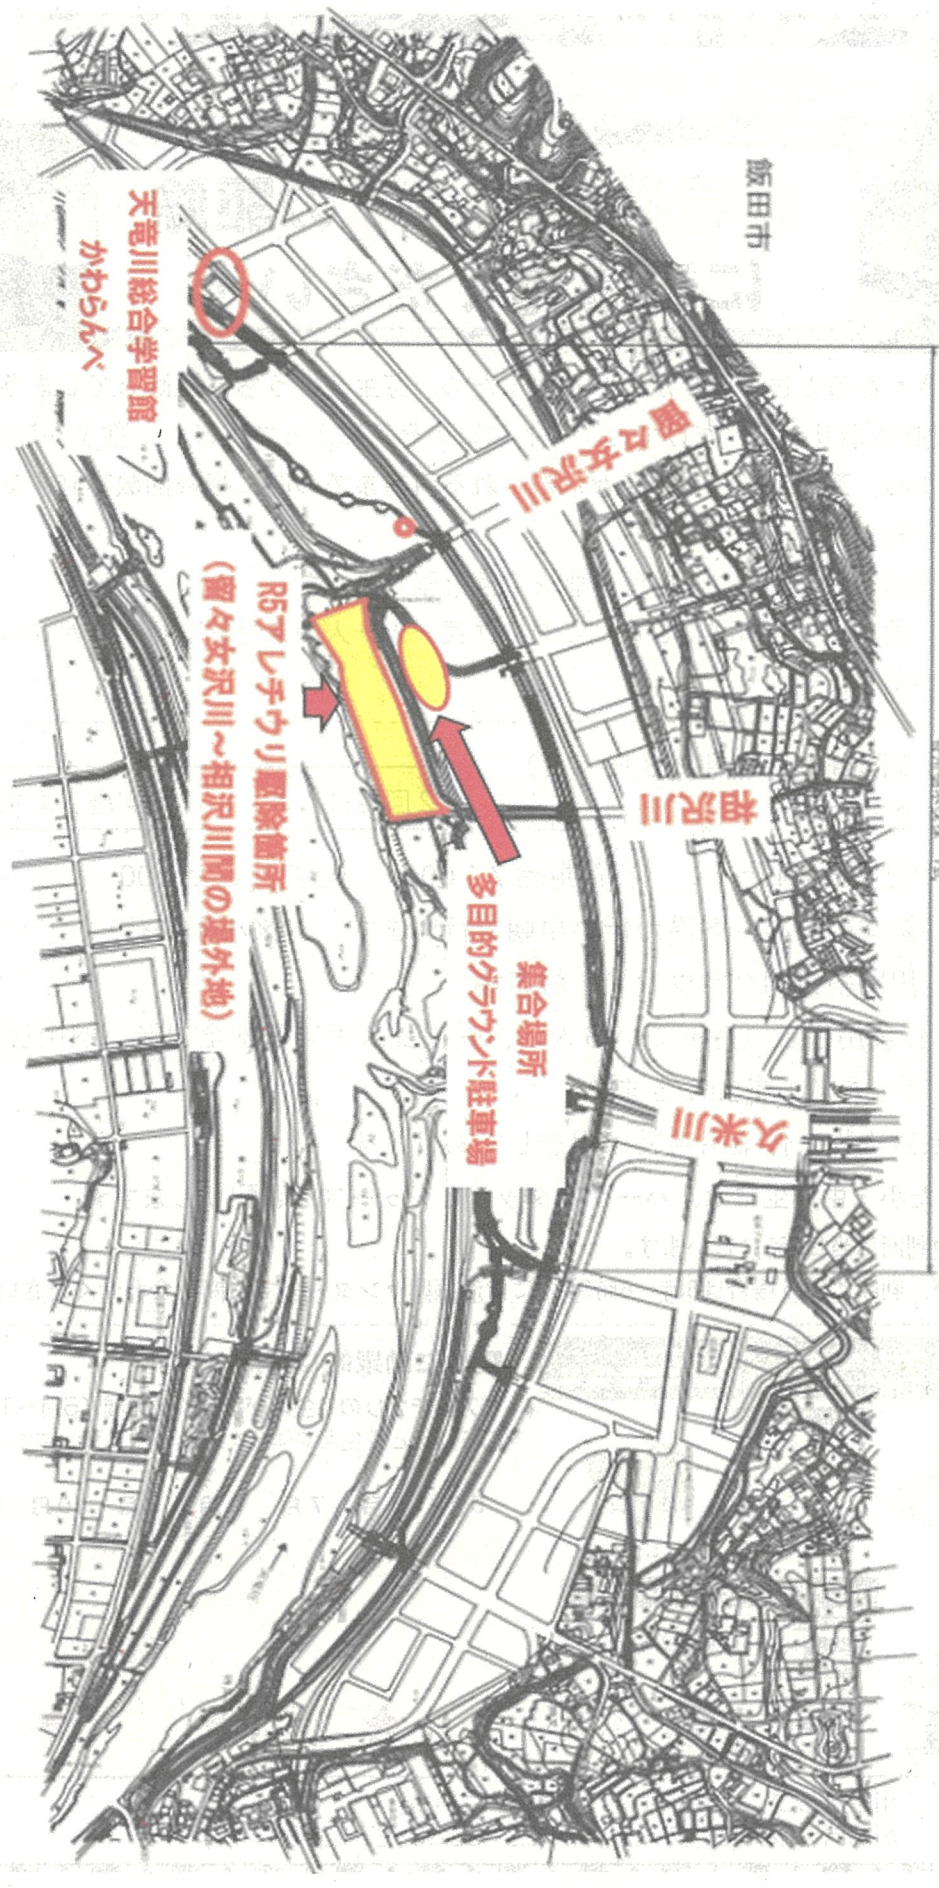 飯田市
天竜川総合学習館
かわらんべ
留々女沢川
R5アレチウリ駆除箇所
(留々女沢川～相沢川間の堤外地)
相沢川
集合場所
多目的グラウンド駐車場
久米川